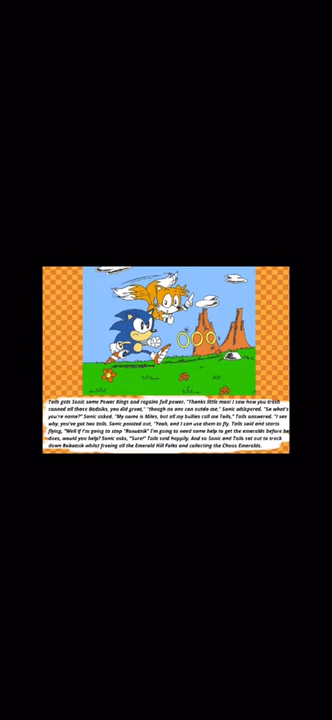 Tails gets Sonic some Power Rings and regains full power. "Thanks little man! I saw how you trash
canned all those Badniks, you did great," "though no one can outdo me," Sonic whispered. "So what's
you're name?" Sonic asked, "My name is Miles, but all my bullies call me Tails," Tails answered. "I see
why, you've got two tails. Sonic pointed out, "Yeah, and I can use them to fly. Tails said and starts
flying, "Well if I'm going to stop "Ronutnik" I'm going to need some help to get the emeralds before he
does, would you help? Sonic asks, "Sure!" Tails said happily. And so Sonic and Tails set out to track
down Robotnik whilst freeing all the Emerald Hill Folks and collecting the Chaos Emeralds.